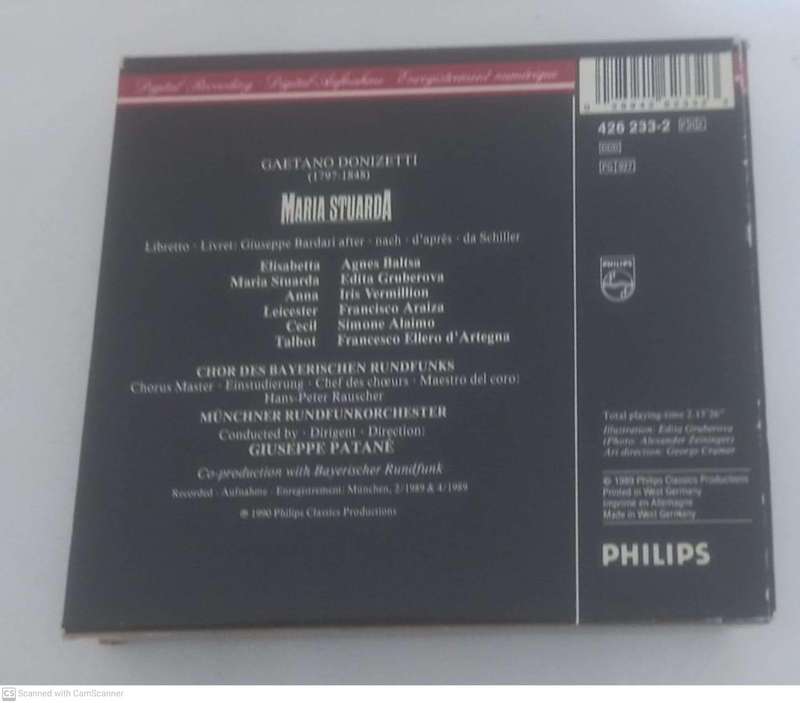 Digital Recording · Digital-Aufnahme · Enregistrement numérique
426 233-2
DDD
GAETANO DONIZETTI
(1797-1848)
MARIA STUARDA
Libretto · Livret: Giuseppe Bardari after · nach · d'après · da Schiller
Elisabetta Agnes Baltsa
Maria Stuarda Edita Gruberova
Anna Iris Vermillion
Leicester Francisco Araiza
Cecil Simone Alaimo
Talbot Francesco Ellero d'Artegna
CHOR DES BAYERISCHEN RUNDFUNKS
Chorus Master · Einstudierung · Chef des chœurs · Maestro del coro:
Hans-Peter Rauscher
MÜNCHNER RUNDFUNKORCHESTER
Conducted by · Dirigent · Direction:
GIUSEPPE PATANÈ
Co-production with Bayerischer Rundfunk
Recorded · Aufnahme · Enregistrement: München, 2/1989 & 4/1989
℗ 1990 Philips Classics Productions
PHILIPS
Total playing-time
Illustration: Edita Gruberova
(Photo: Alexander Feininger)
Art direction: George Cramer
© 1989 Philips Classics Productions
Printed in West Germany
Imprimé en Allemagne
Made in West Germany
PHILIPS
CS Scanned with CamScanner